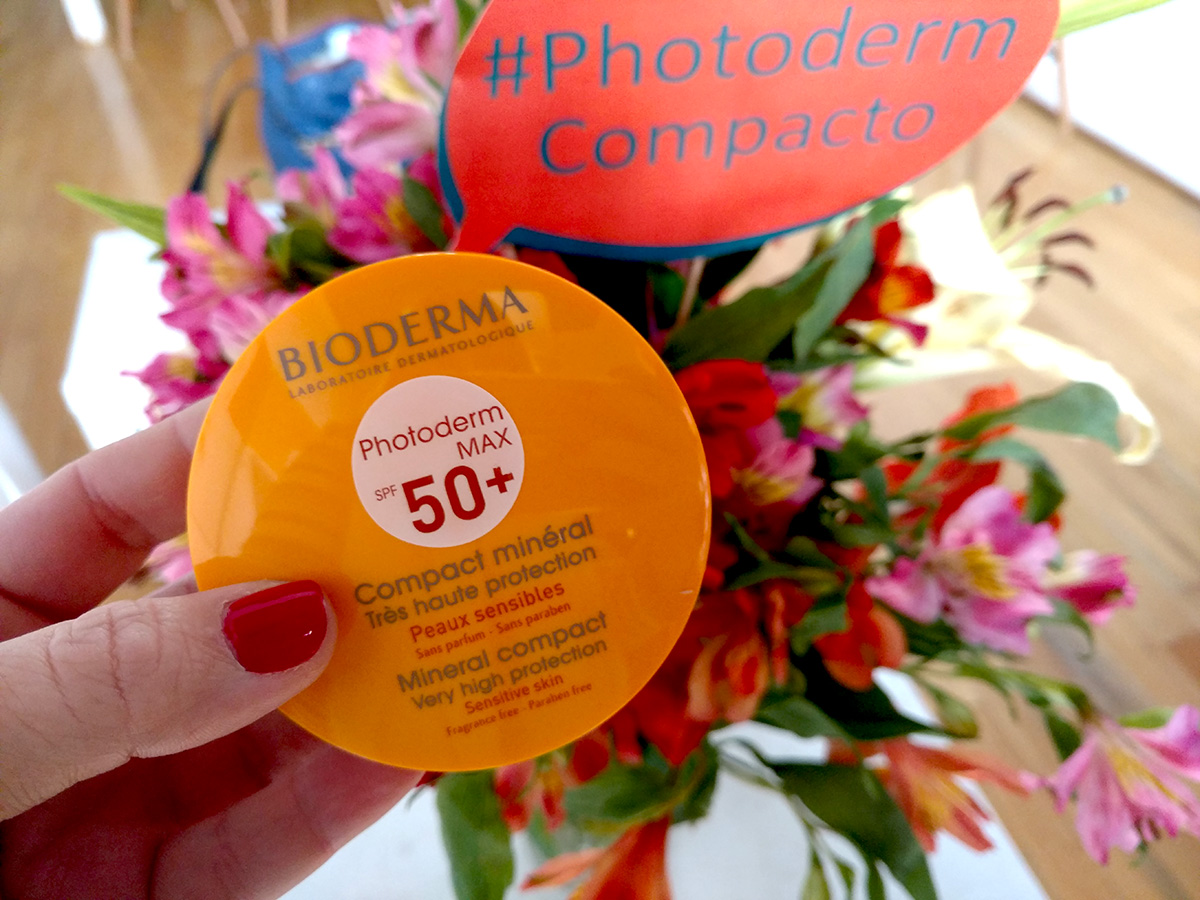 #Photoderm
Compacto
BIODERMA
LABORATOIRE DERMATOLOGIQUE
Photoderm
MAX
SPF 50+
Compact minéral
Très haute protection
Peaux sensibles
Sans parfum - Sans paraben
Mineral compact
Very high protection
Sensitive skin
Fragrance free - Paraben free